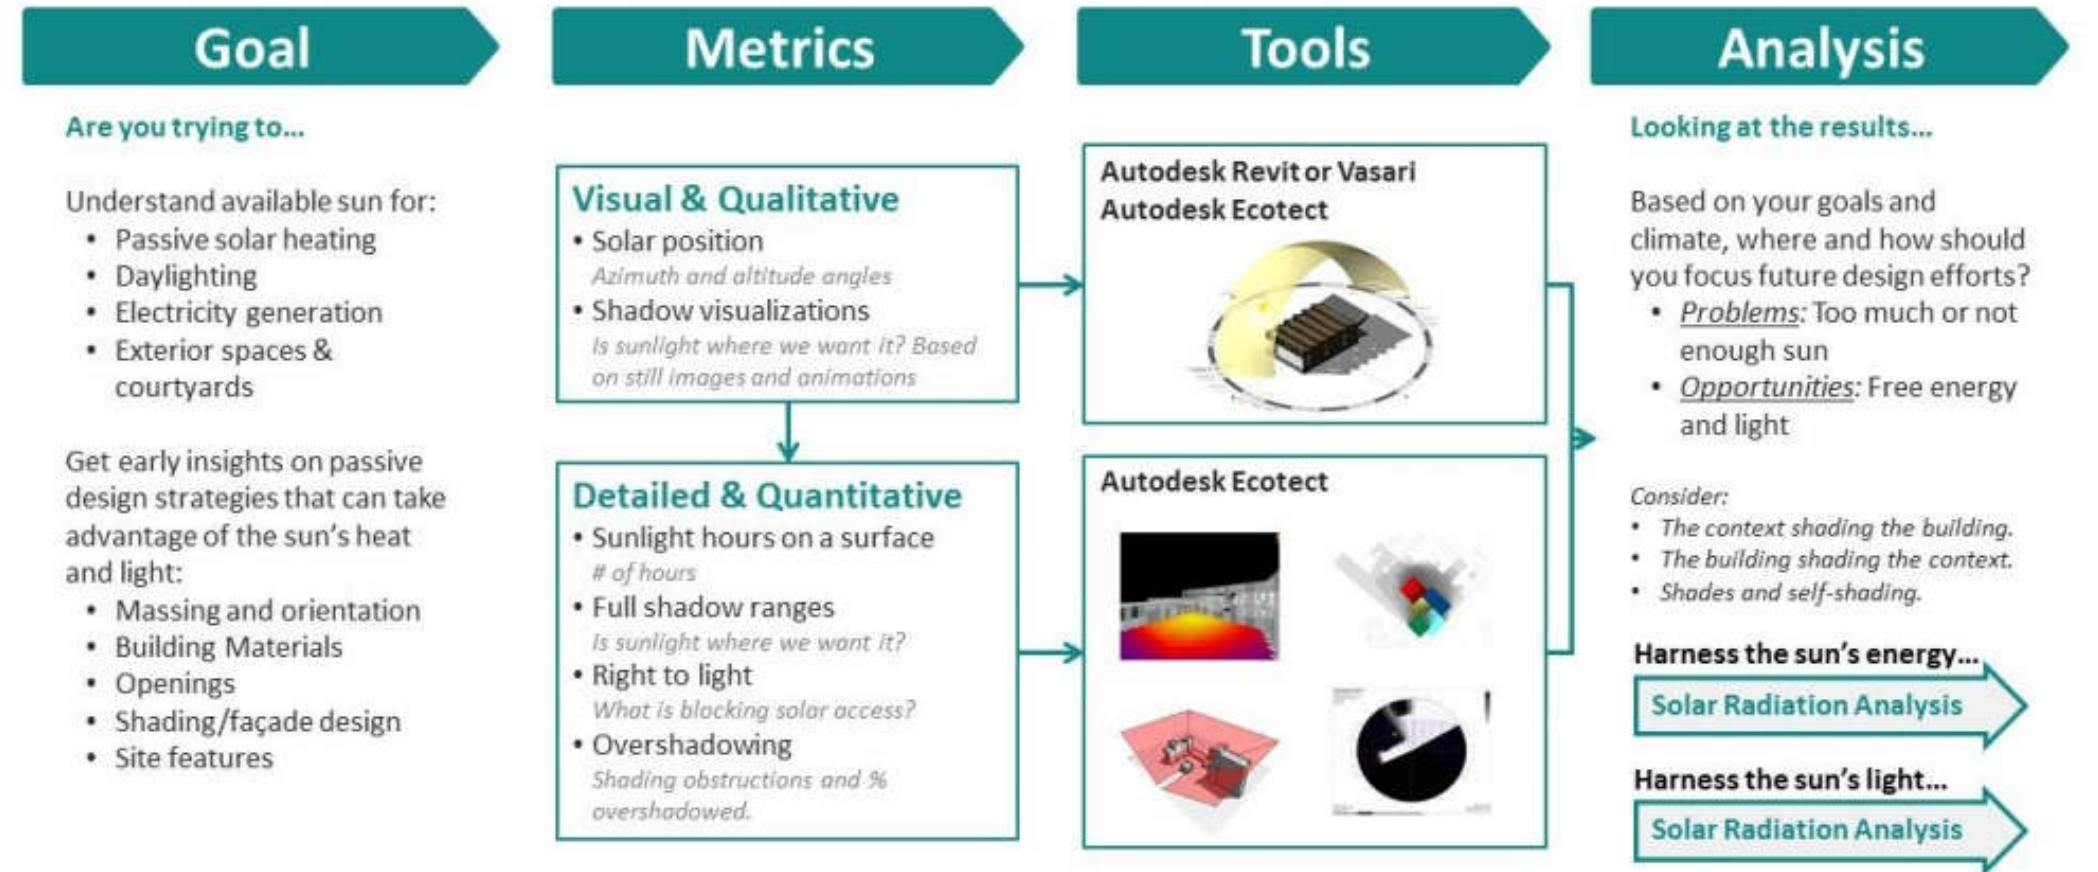 Goal
Are you trying to...
Understand available sun for:
• Passive solar heating
• Daylighting
• Electricity generation
• Exterior spaces &
courtyards
Get early insights on passive
design strategies that can take
advantage of the sun's heat
and light:
• Massing and orientation
• Building Materials
• Openings
• Shading/façade design
• Site features
Metrics
Visual & Qualitative
• Solar position
Azimuth and altitude angles
• Shadow visualizations
Is sunlight where we want it? Based
on still images and animations
Detailed & Quantitative
• Sunlight hours on a surface
# of hours
• Full shadow ranges
Is sunlight where we want it?
• Right to light
What is blocking solar access?
• Overshadowing
Shading obstructions and %
overshadowed.
Tools
Autodesk Revit or Vasari
Autodesk Ecotect
Autodesk Ecotect
Analysis
Looking at the results...
Based on your goals and
climate, where and how should
you focus future design efforts?
• Problems: Too much or not
enough sun
• Opportunities: Free energy
and light
Consider:
• The context shading the building.
• The building shading the context.
• Shades and self-shading.
Harness the sun's energy...
Solar Radiation Analysis
Harness the sun's light...
Solar Radiation Analysis